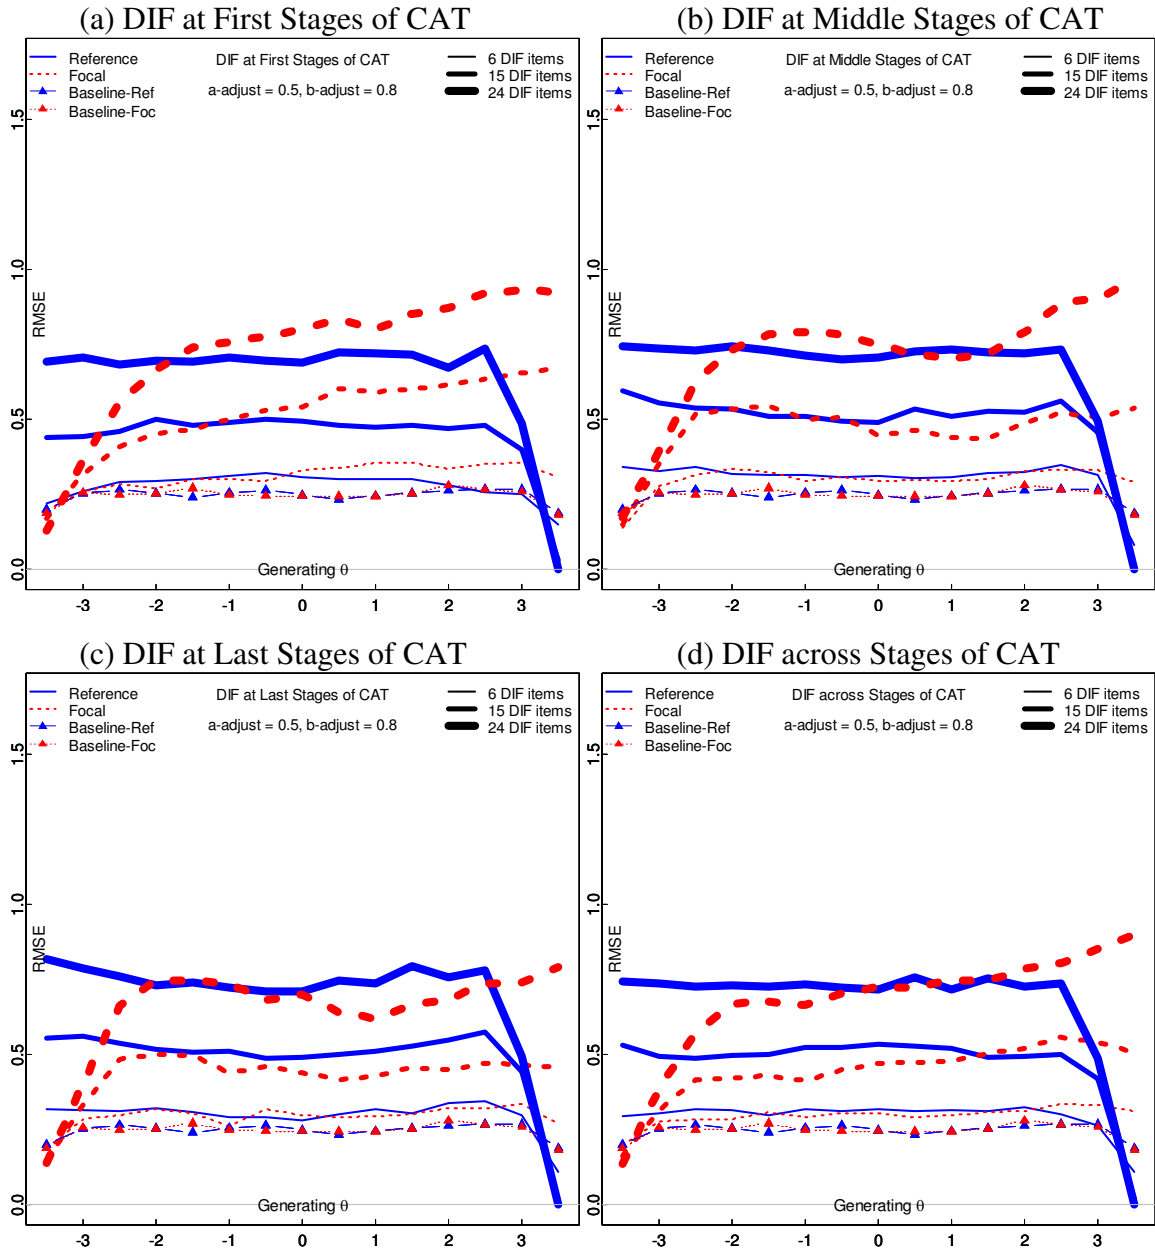 (a) DIF at First Stages of CAT
Reference
Focal
Baseline-Ref
Baseline-Foc
DIF at First Stages of CAT
a-adjust = 0.5, b-adjust = 0.8
6 DIF items
15 DIF items
24 DIF items
RMSE
1.5
1.0
0.5
0.0
Generating θ
-3 -2 -1 0 1 2 3
(b) DIF at Middle Stages of CAT
Reference
Focal
Baseline-Ref
Baseline-Foc
DIF at Middle Stages of CAT
a-adjust = 0.5, b-adjust = 0.8
6 DIF items
15 DIF items
24 DIF items
RMSE
1.5
1.0
0.5
0.0
Generating θ
-3 -2 -1 0 1 2 3
(c) DIF at Last Stages of CAT
Reference
Focal
Baseline-Ref
Baseline-Foc
DIF at Last Stages of CAT
a-adjust = 0.5, b-adjust = 0.8
6 DIF items
15 DIF items
24 DIF items
RMSE
1.5
1.0
0.5
0.0
Generating θ
-3 -2 -1 0 1 2 3
(d) DIF across Stages of CAT
Reference
Focal
Baseline-Ref
Baseline-Foc
DIF across Stages of CAT
a-adjust = 0.5, b-adjust = 0.8
6 DIF items
15 DIF items
24 DIF items
RMSE
1.5
1.0
0.5
0.0
Generating θ
-3 -2 -1 0 1 2 3